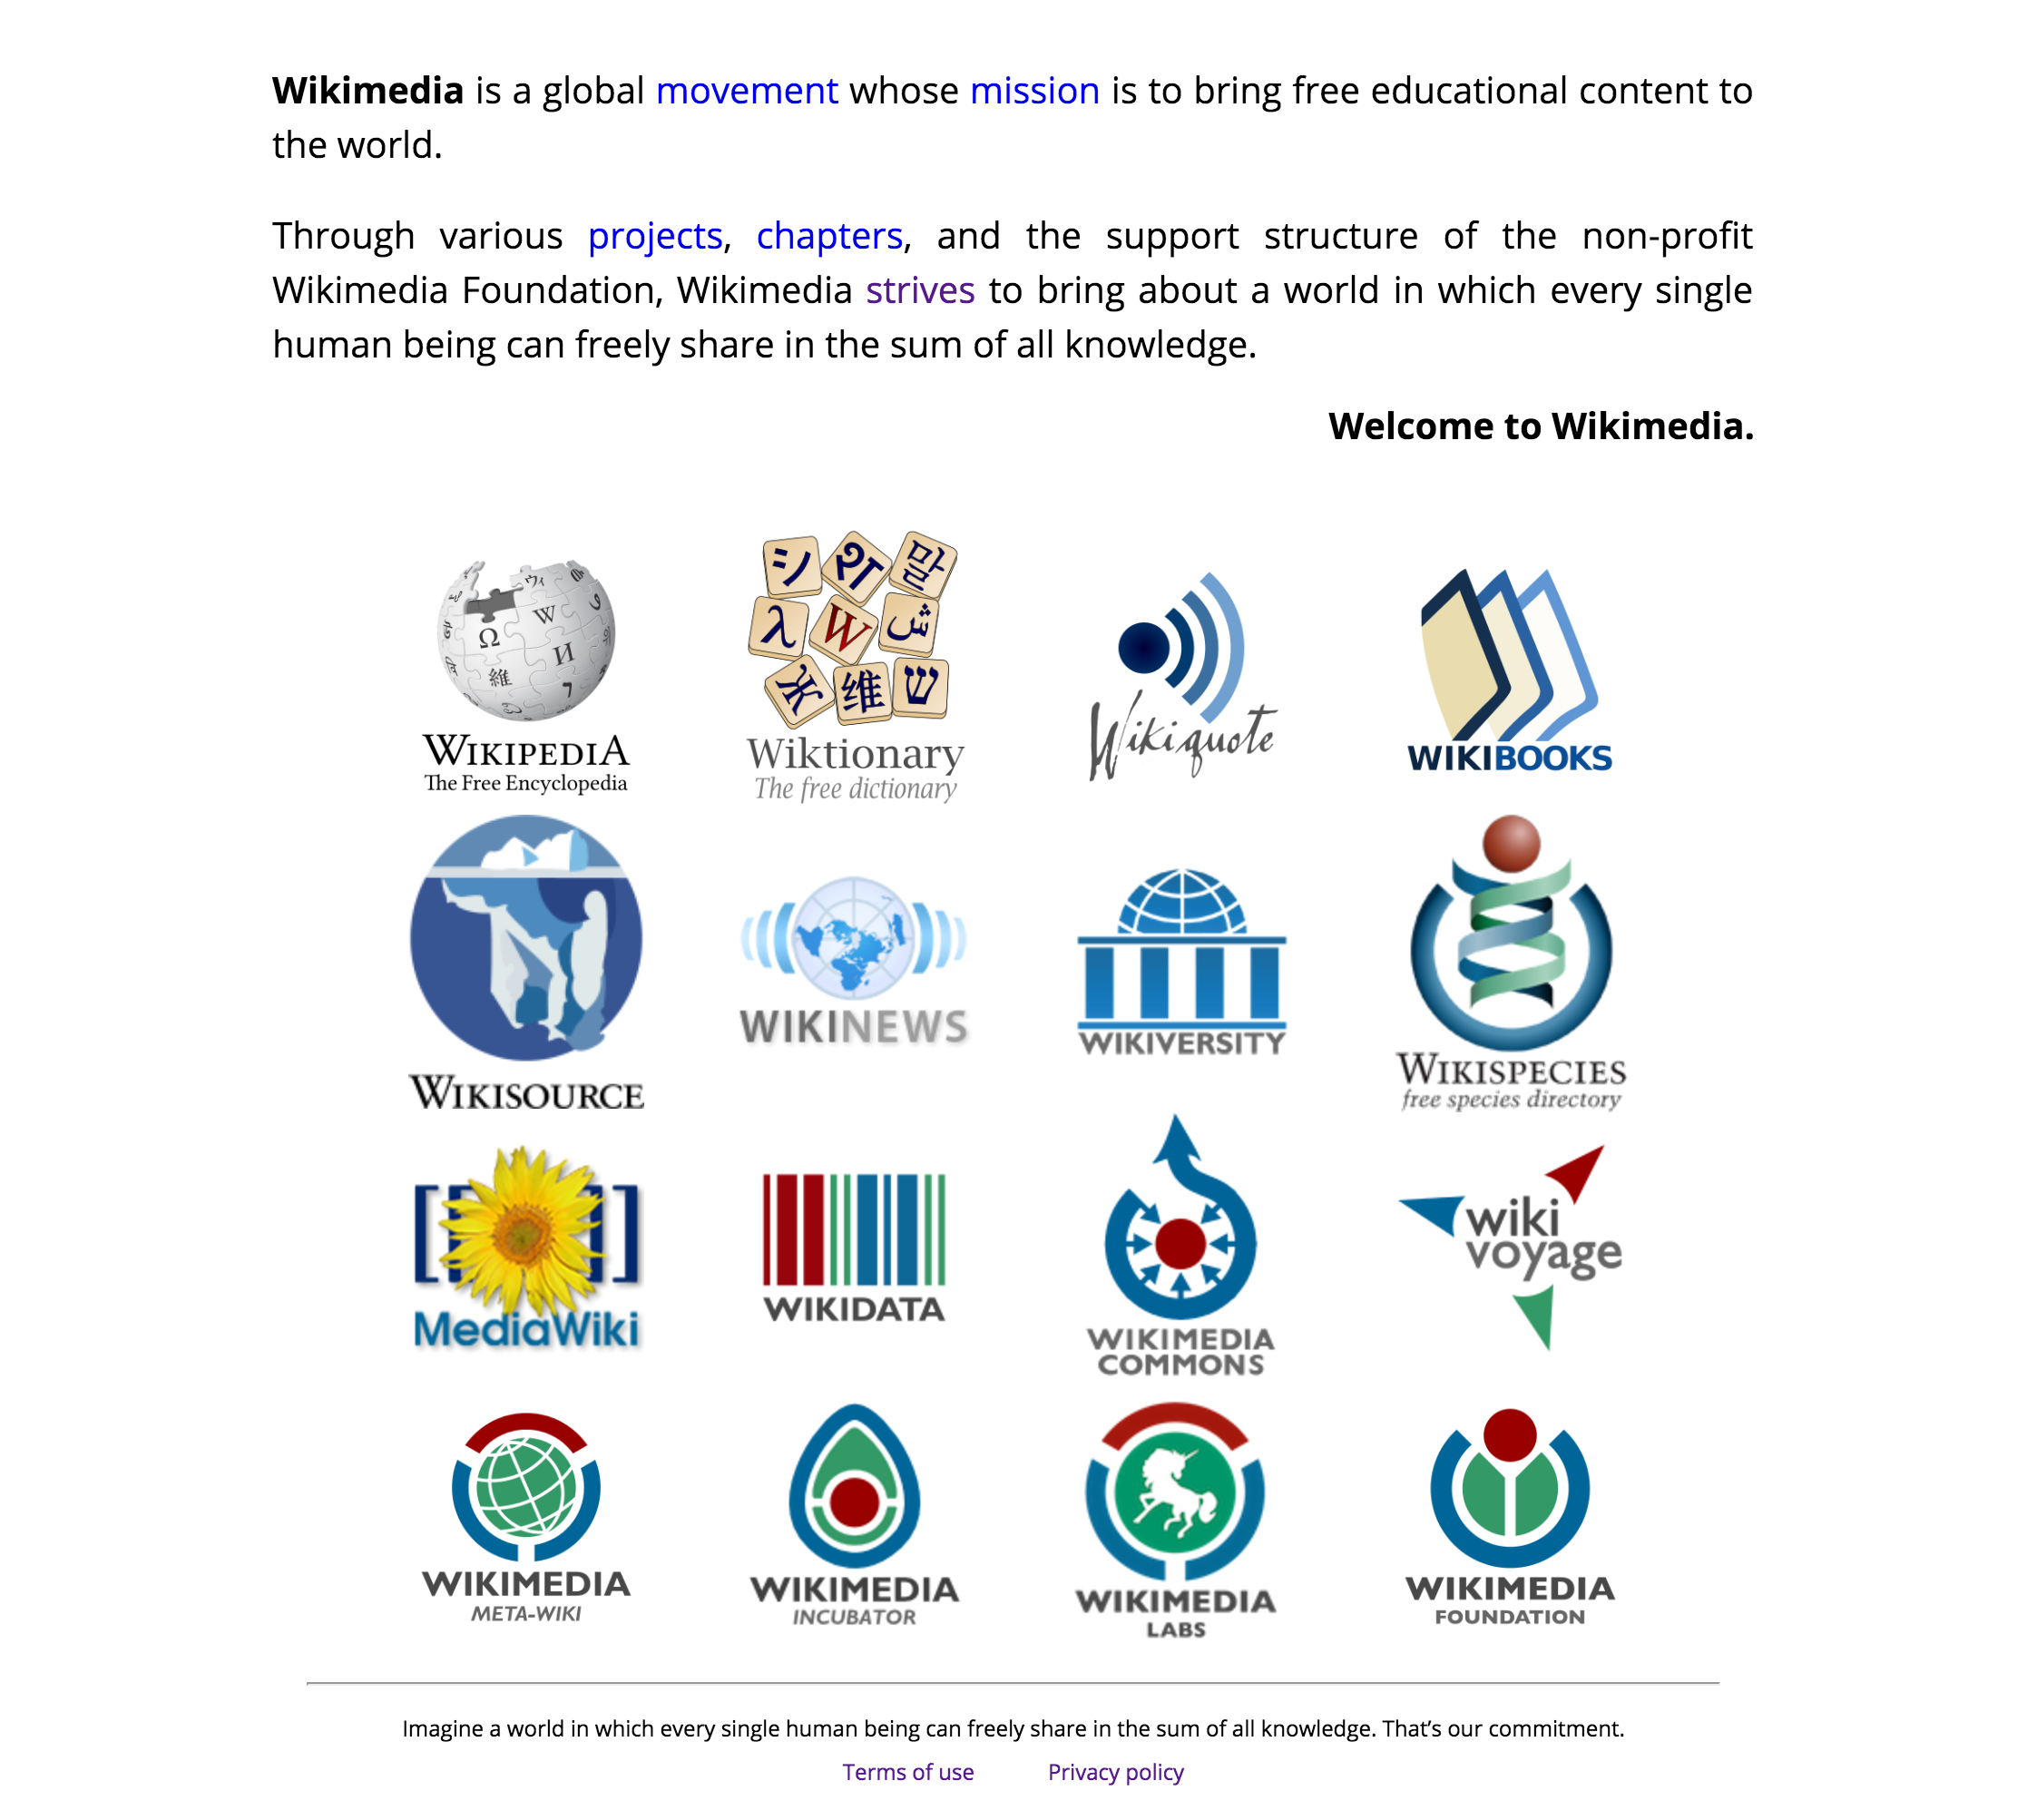 Wikimedia is a global movement whose mission is to bring free educational content to
the world.
Through various projects, chapters, and the support structure of the non-profit
Wikimedia Foundation, Wikimedia strives to bring about a world in which every single
human being can freely share in the sum of all knowledge.
Welcome to Wikimedia.
Ω W И 維
WIKIPEDIA
The Free Encyclopedia
シ 말
λ W ش
维 ש
Wiktionary
The free dictionary
Wikiquote
WIKIBOOKS
WIKISOURCE
WIKINEWS
WIKIVERSITY
WIKISPECIES
free species directory
[[ ]]
MediaWiki
WIKIDATA
WIKIMEDIA
COMMONS
wiki
voyage
WIKIMEDIA
META-WIKI
WIKIMEDIA
INCUBATOR
WIKIMEDIA
LABS
WIKIMEDIA
FOUNDATION
Imagine a world in which every single human being can freely share in the sum of all knowledge. That’s our commitment.
Terms of use Privacy policy